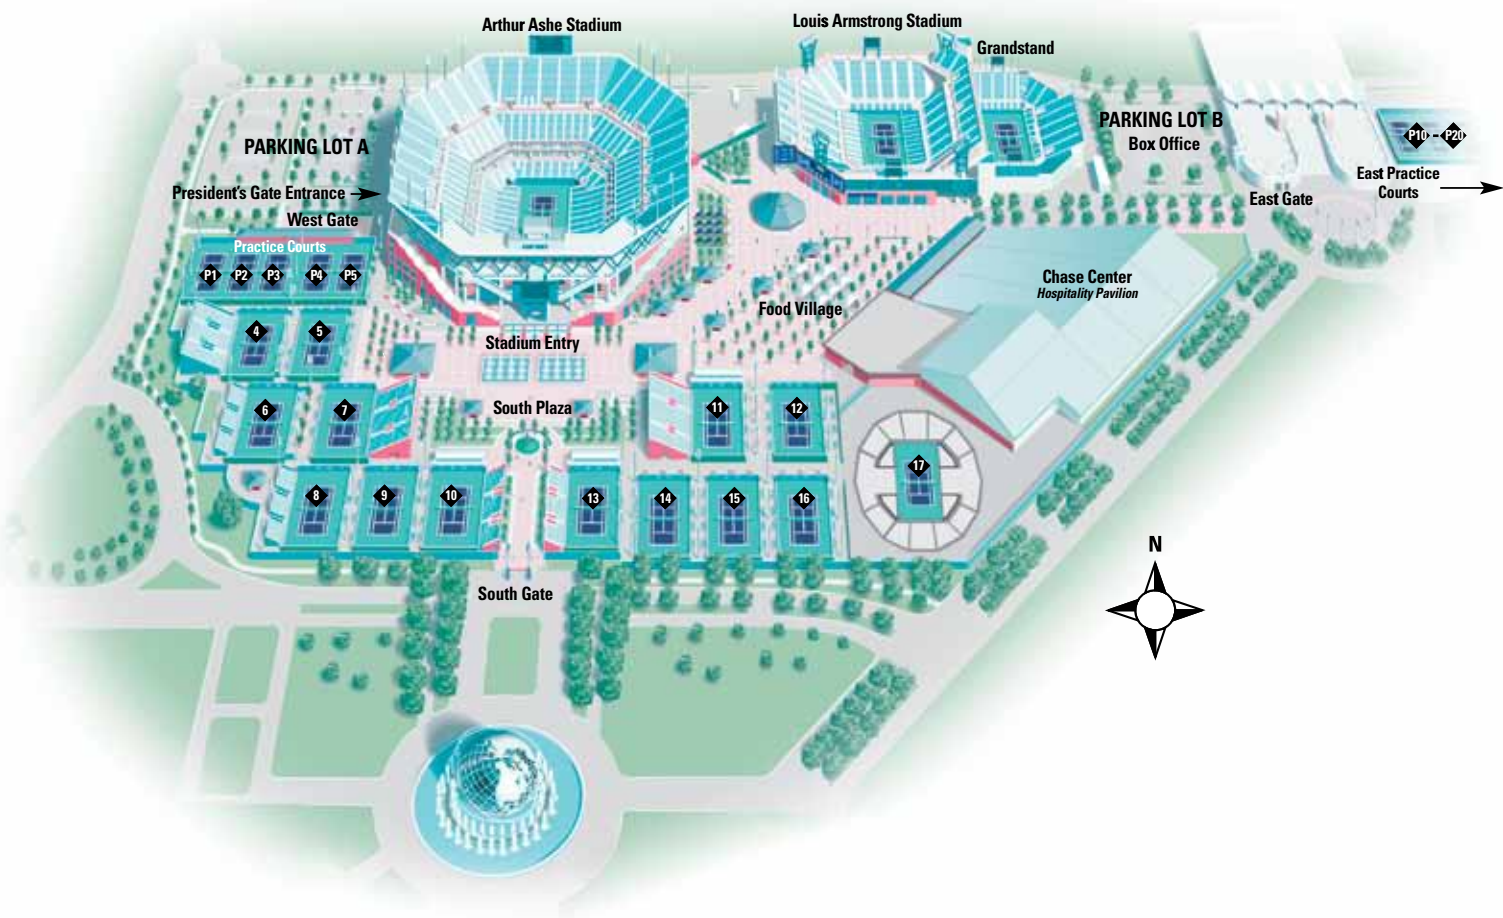 Arthur Ashe Stadium
Louis Armstrong Stadium
Grandstand
PARKING LOT A
PARKING LOT B
Box Office
P10 - P20
East Practice
Courts
East Gate
President's Gate Entrance
West Gate
Practice Courts
P1 P2 P3 P4 P5
Chase Center
Hospitality Pavilion
Food Village
4 5
Stadium Entry
South Plaza
6 7
11 12
17
8 9 10
13 14 15 16
South Gate
N